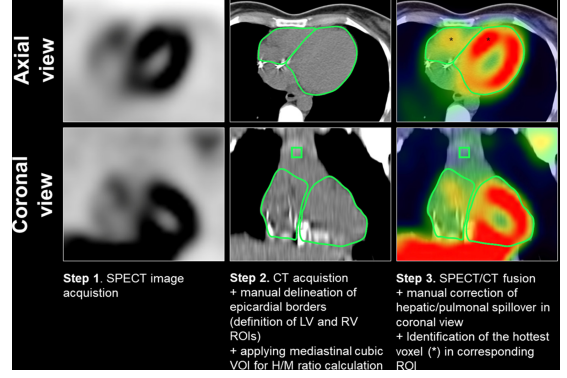 Axial
view
Coronal
view
Step 1. SPECT image
acquistion
Step 2. CT acquistion
+ manual delineation of
epicardial borders
(definition of LV and RV
ROIs)
+ applying mediastinal cubic
VOI for H/M ratio calculation
Step 3. SPECT/CT fusion
+ manual correction of
hepatic/pulmonal spillover in
coronal view
+ Identification of the hottest
voxel (*) in corresponding
ROI
*